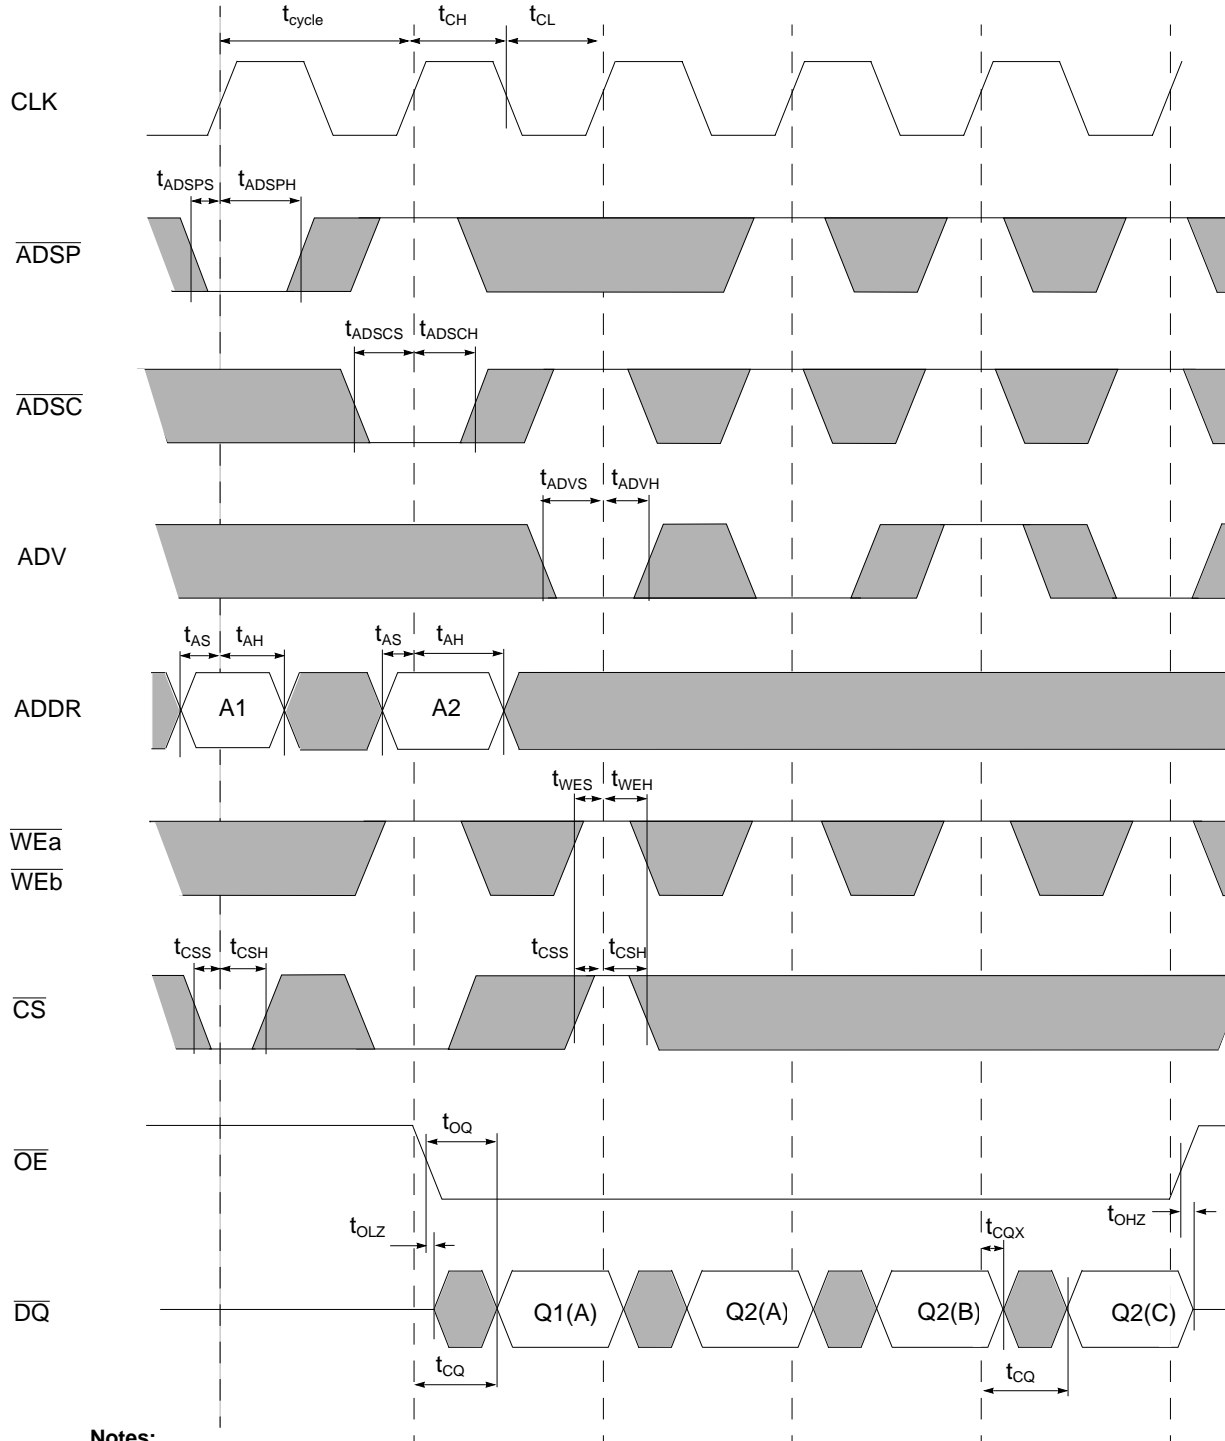 tcycle tCH tCL
CLK
tADSPS tADSPH
ADSP
tADSCS tADSCH
ADSC
tADVS tADVH
ADV
tAS tAH tAS tAH
ADDR A1 A2
tWES tWEH
WEa
WEb
tCSS tCSH tCSS tCSH
CS
tOQ
OE
tOLZ tCQX tOHZ
DQ Q1(A) Q2(A) Q2(B) Q2(C)
tCQ tCQ
Notes: